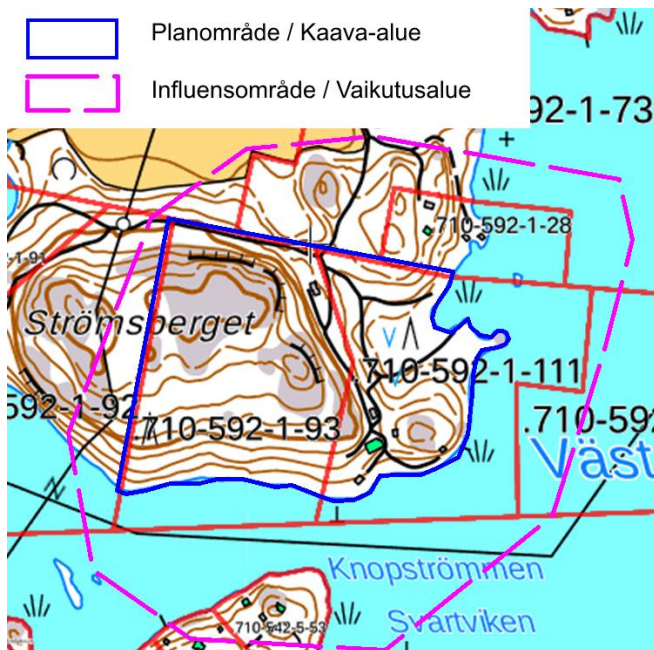 Planområde / Kaava-alue
Influensområde / Vaikutusalue
92-1-73
.710-592-1-28
-1-91
Strömsberget
.710-592-1-111
592-1-92
.710-592-1-93
.710-592
Väst
Knopströmmen
Svartviken
710-542-5-53